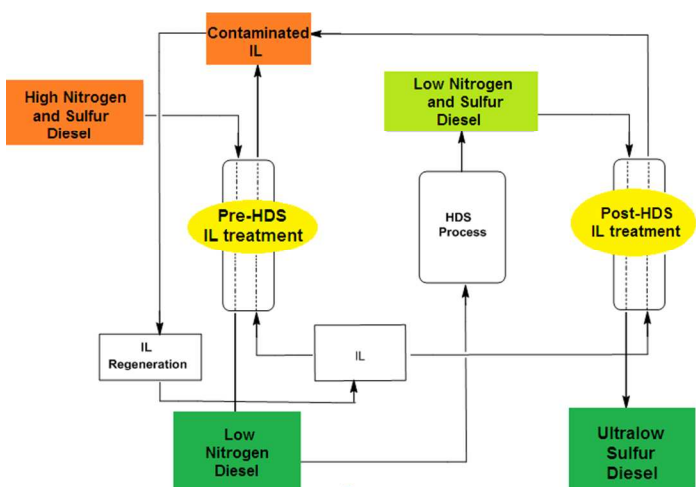 Contaminated
IL
High Nitrogen
and Sulfur
Diesel
Low Nitrogen
and Sulfur
Diesel
Pre-HDS
IL treatment
HDS
Process
Post-HDS
IL treatment
IL
Regeneration
IL
Low
Nitrogen
Diesel
Ultralow
Sulfur
Diesel